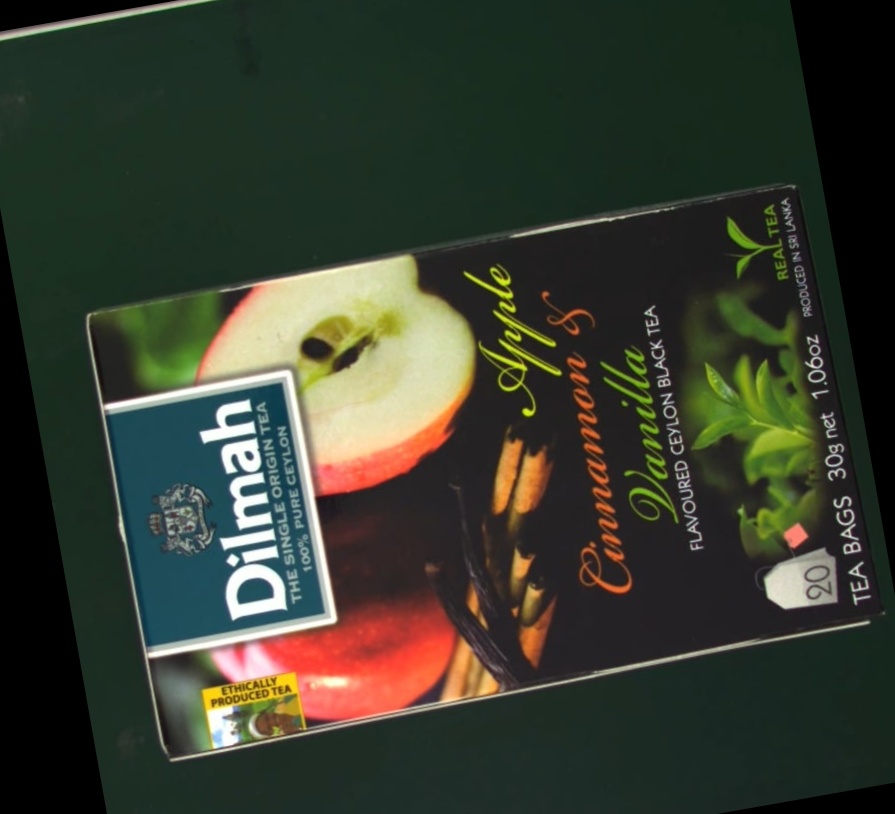 Dilmah
THE SINGLE ORIGIN TEA
100% PURE CEYLON
ETHICALLY
PRODUCED TEA
Apple
Cinnamon &
Vanilla
FLAVOURED CEYLON BLACK TEA
REAL TEA
PRODUCED IN SRI LANKA
20
TEA BAGS 30g net 1.06oz